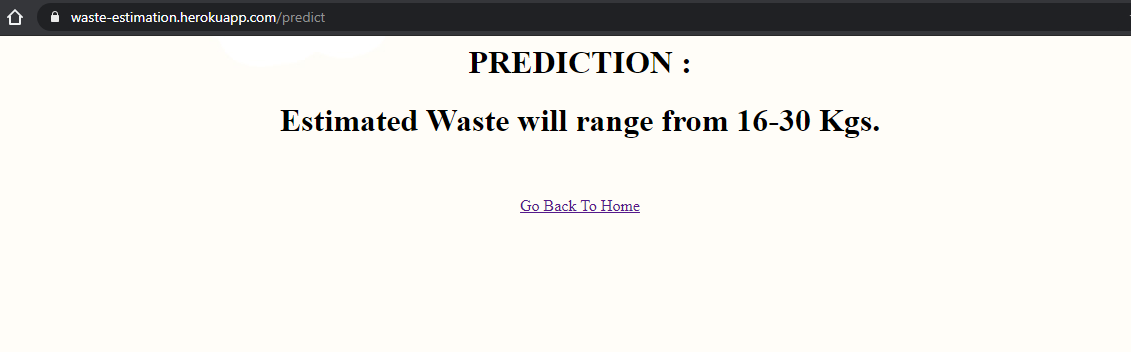 waste-estimation.herokuapp.com/predict
PREDICTION :
Estimated Waste will range from 16-30 Kgs.
Go Back To Home